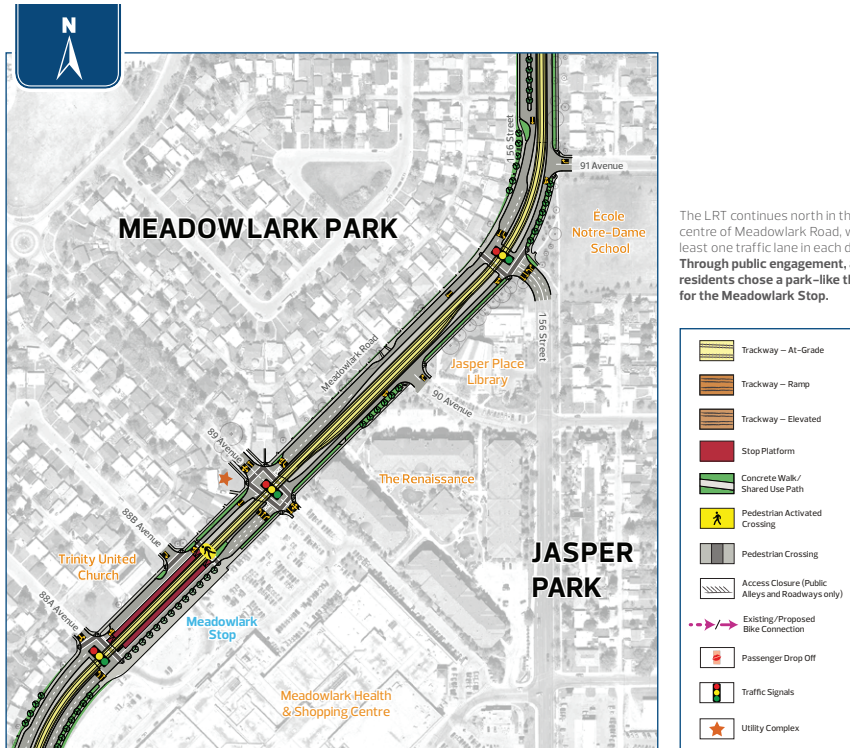 N
156 Street
91 Avenue
MEADOWLARK PARK
École
Notre-Dame
School
156 Street
Meadowlark Road
Jasper Place
Library
90 Avenue
89 Avenue
The Renaissance
88B Avenue
Trinity United
Church
JASPER
PARK
88A Avenue
Meadowlark
Stop
Meadowlark Health
& Shopping Centre
The LRT continues north in th
centre of Meadowlark Road, w
least one traffic lane in each d
Through public engagement,
residents chose a park-like th
for the Meadowlark Stop.
Trackway – At-Grade
Trackway – Ramp
Trackway – Elevated
Stop Platform
Concrete Walk/
Shared Use Path
Pedestrian Activated
Crossing
Pedestrian Crossing
Access Closure (Public
Alleys and Roadways only)
Existing/Proposed
Bike Connection
Passenger Drop Off
Traffic Signals
Utility Complex